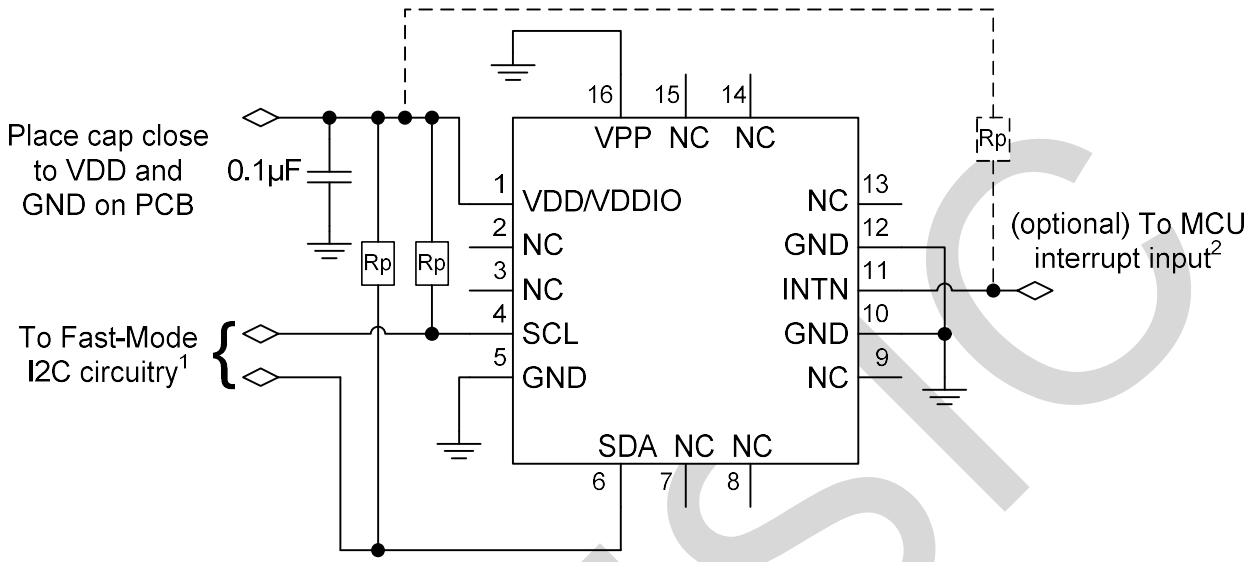 Place cap close
to VDD and
GND on PCB
0.1µF
Rp
Rp
Rp
To Fast-Mode
I2C circuitry1
{
16
15
14
VPP
NC
NC
1
VDD/VDDIO
2
NC
3
NC
4
SCL
5
GND
6
SDA
7
NC
8
NC
13
NC
12
GND
11
INTN
10
GND
9
NC
(optional) To MCU
interrupt input2
SIC